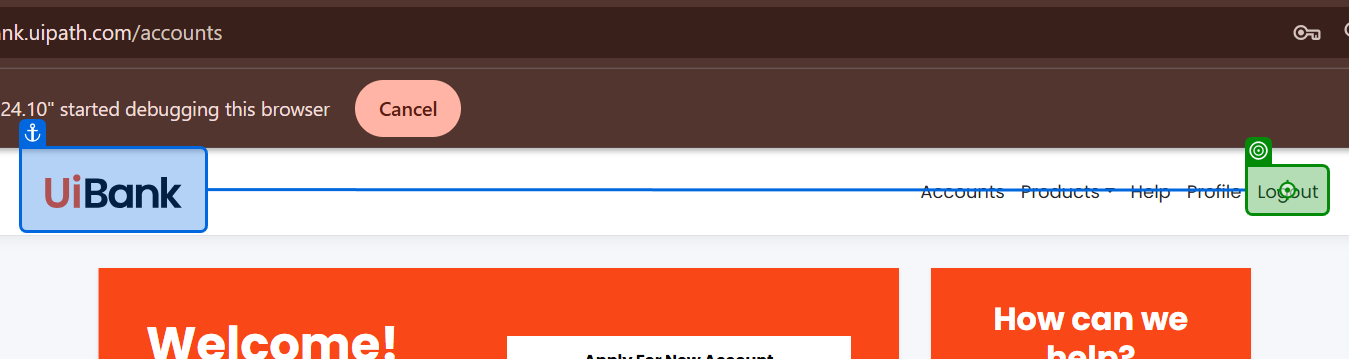 nk.uipath.com/accounts
24.10" started debugging this browser Cancel
UiBank Accounts Products Help Profile Logout
Welcome! How can we
Apply For New Account help?